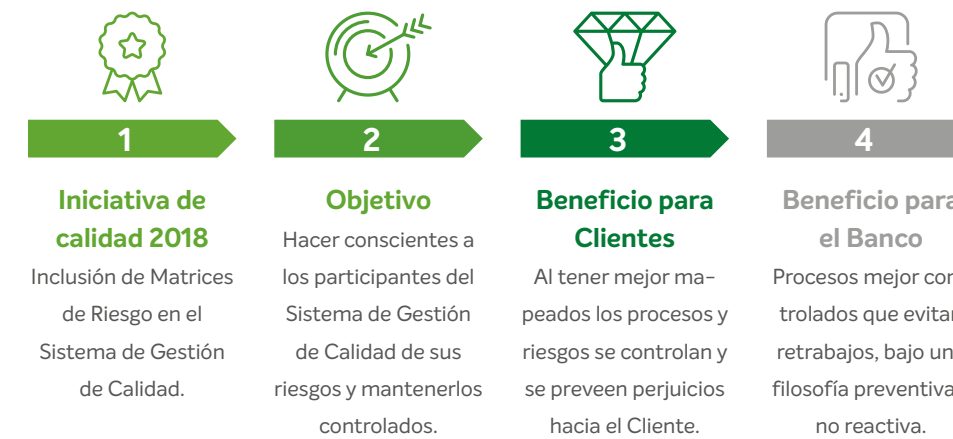 1
Iniciativa de
calidad 2018
Inclusión de Matrices
de Riesgo en el
Sistema de Gestión
de Calidad.
2
Objetivo
Hacer conscientes a
los participantes del
Sistema de Gestión
de Calidad de sus
riesgos y mantenerlos
controlados.
3
Beneficio para
Clientes
Al tener mejor ma-
peados los procesos y
riesgos se controlan y
se preveen perjuicios
hacia el Cliente.
4
Beneficio para
el Banco
Procesos mejor con
trolados que evitan
retrabajos, bajo un
filosofía preventiva
no reactiva.